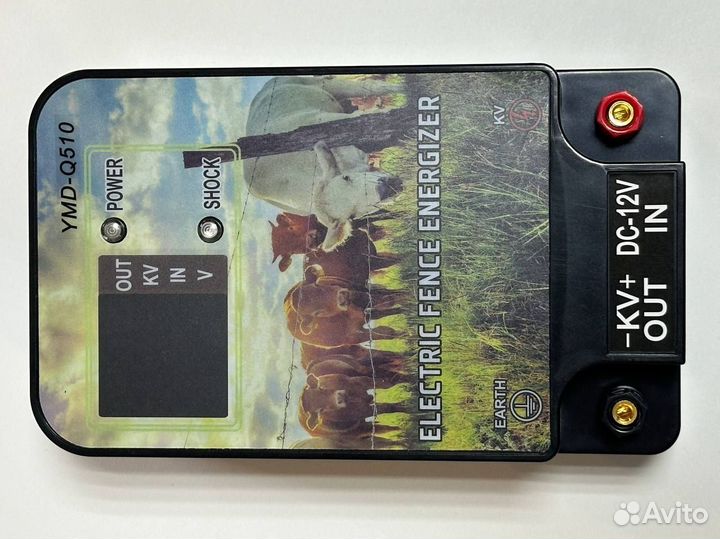 YMD-Q510
POWER
SHOCK
OUT
KV
IN
V
ELECTRIC FENCE ENERGIZER
KV
EARTH
–KV+ DC-12V
OUT IN
Avito